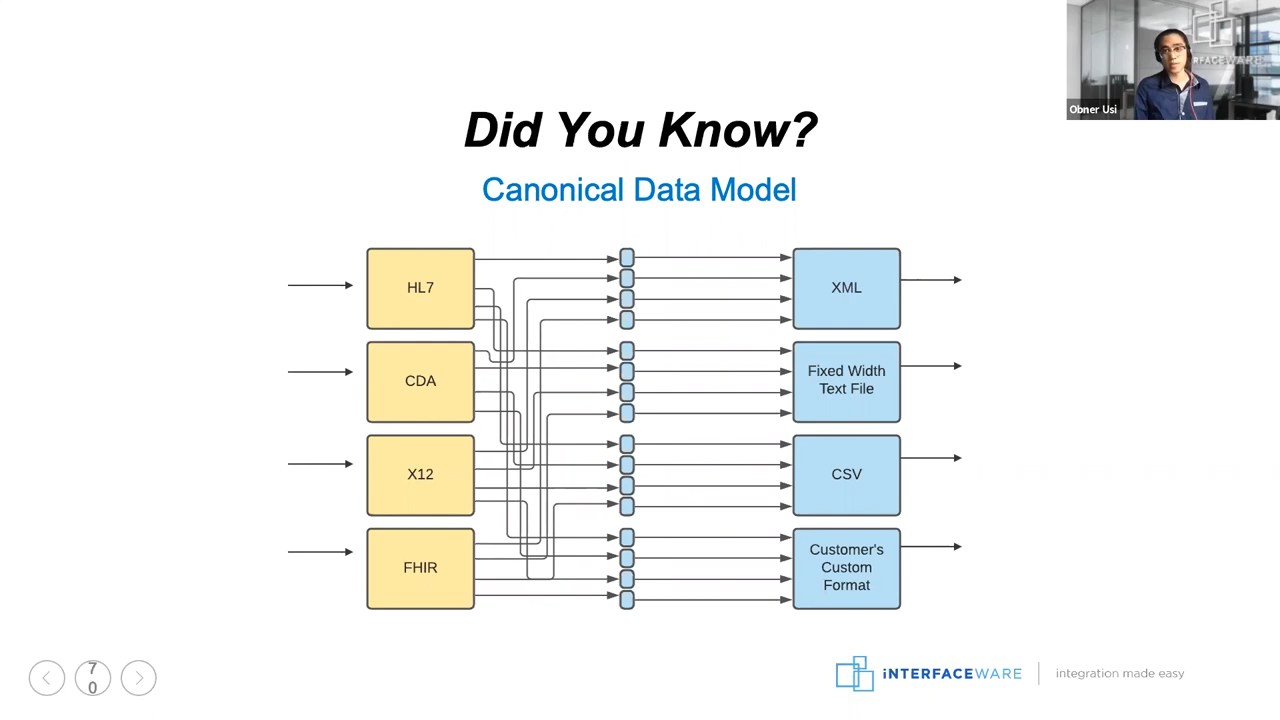 RFACEWARE
Obner Usi
Did You Know?
Canonical Data Model
HL7
XML
CDA
Fixed Width
Text File
X12
CSV
FHIR
Customer's
Custom
Format
7
0
iNTERFACEWARE
integration made easy